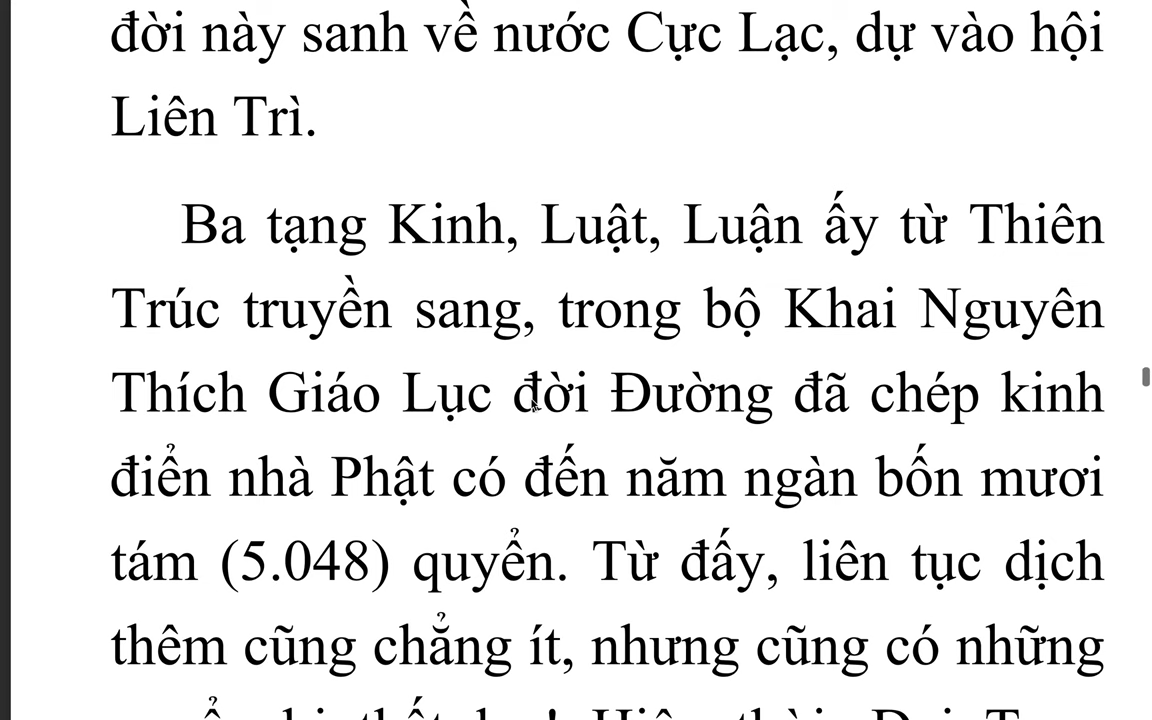 đời này sanh về nước Cực Lạc, dự vào hội
Liên Trì.
Ba tạng Kinh, Luật, Luận ấy từ Thiên
Trúc truyền sang, trong bộ Khai Nguyên
Thích Giáo Lục đời Đường đã chép kinh
điển nhà Phật có đến năm ngàn bốn mươi
tám (5.048) quyển. Từ đấy, liên tục dịch
thêm cũng chẳng ít, nhưng cũng có những